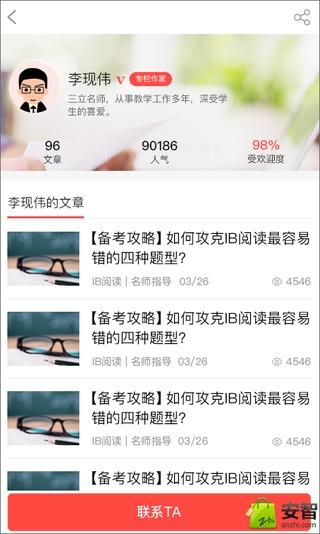 李现伟 V 专栏作家
三立名师，从事教学工作多年，深受学
生的喜爱。
96 90186 98%
文章 人气 受欢迎度
李现伟的文章
【备考攻略】如何攻克IB阅读最容易
错的四种题型？
IB阅读 | 名师指导 03/26 4546
【备考攻略】如何攻克IB阅读最容易
错的四种题型？
IB阅读 | 名师指导 03/26 4546
【备考攻略】如何攻克IB阅读最容易
错的四种题型？
IB阅读 | 名师指导 03/26 4546
【备考攻略】如何攻克IB阅读最容易
联系TA
安智
anzhi.com
zhi